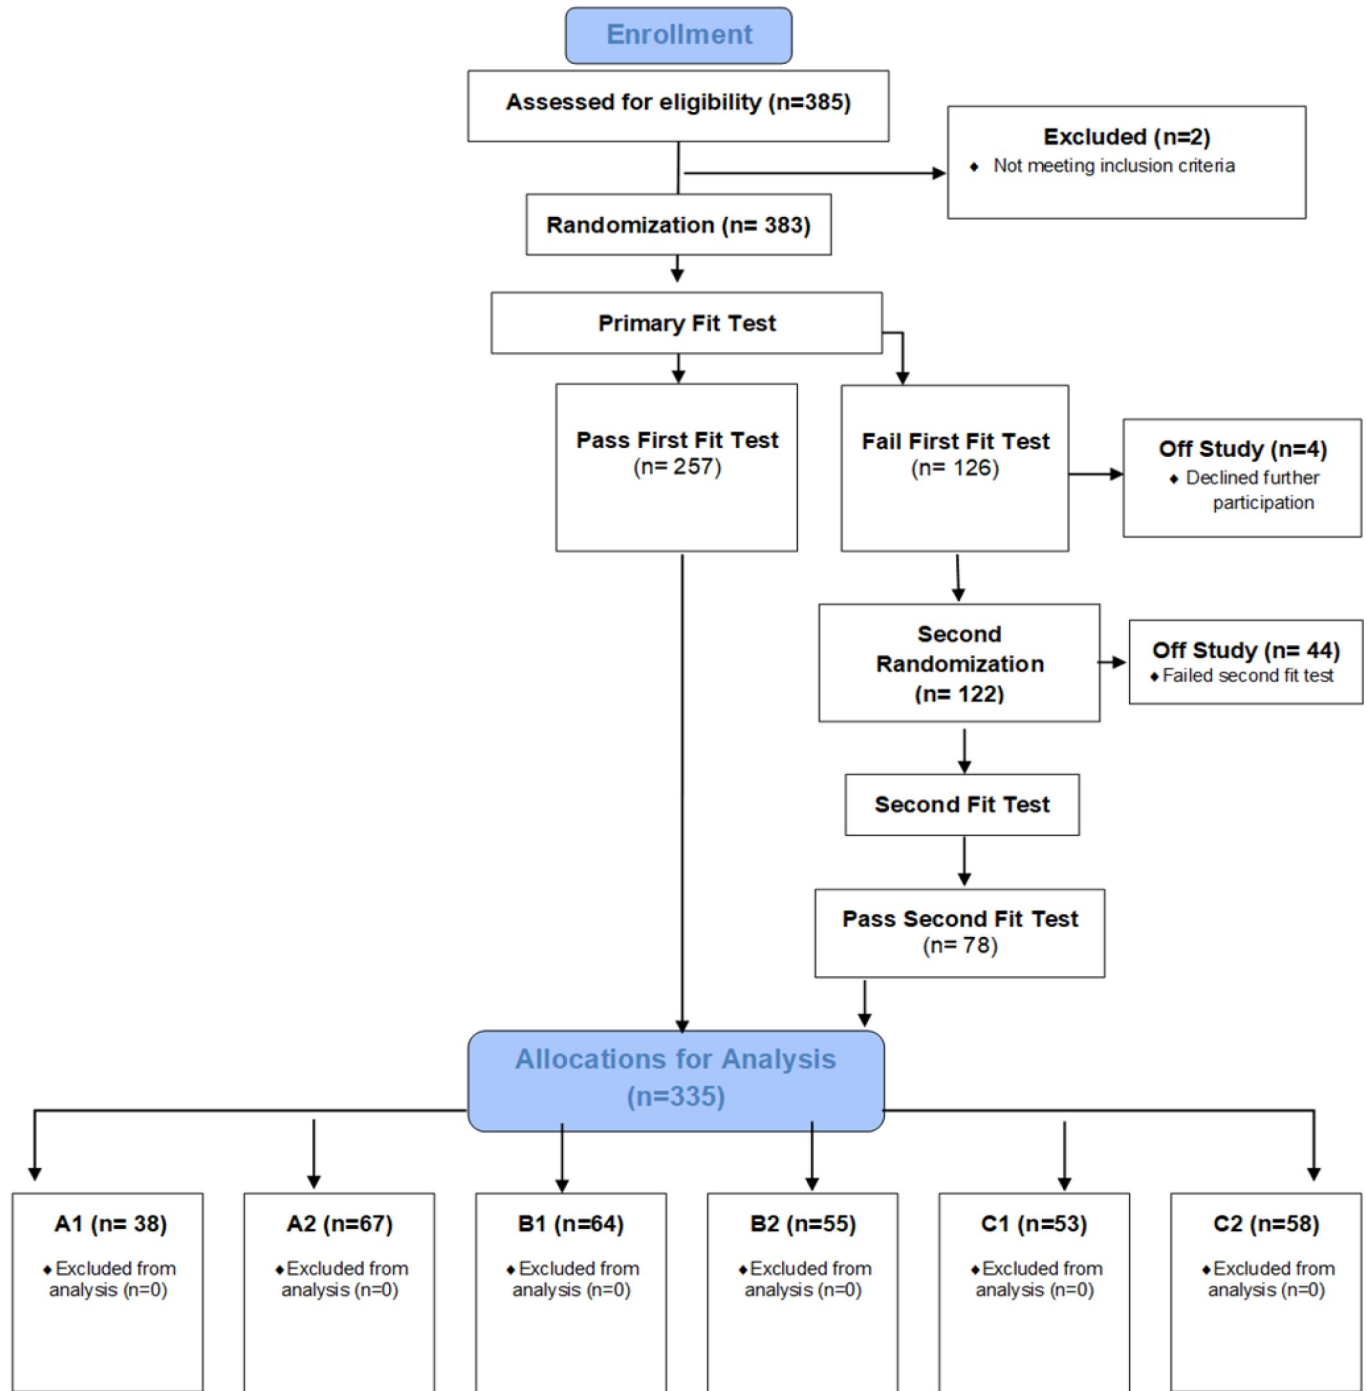 Enrollment
Assessed for eligibility (n=385)
Excluded (n=2)
♦ Not meeting inclusion criteria
Randomization (n= 383)
Primary Fit Test
Pass First Fit Test
(n= 257)
Fail First Fit Test
(n= 126)
Off Study (n=4)
♦ Declined further
participation
Second
Randomization
(n= 122)
Off Study (n= 44)
♦ Failed second fit test
Second Fit Test
Pass Second Fit Test
(n= 78)
Allocations for Analysis
(n=335)
A1 (n= 38)
♦ Excluded from
analysis (n=0)
A2 (n=67)
♦ Excluded from
analysis (n=0)
B1 (n=64)
♦ Excluded from
analysis (n=0)
B2 (n=55)
♦ Excluded from
analysis (n=0)
C1 (n=53)
♦ Excluded from
analysis (n=0)
C2 (n=58)
♦ Excluded from
analysis (n=0)